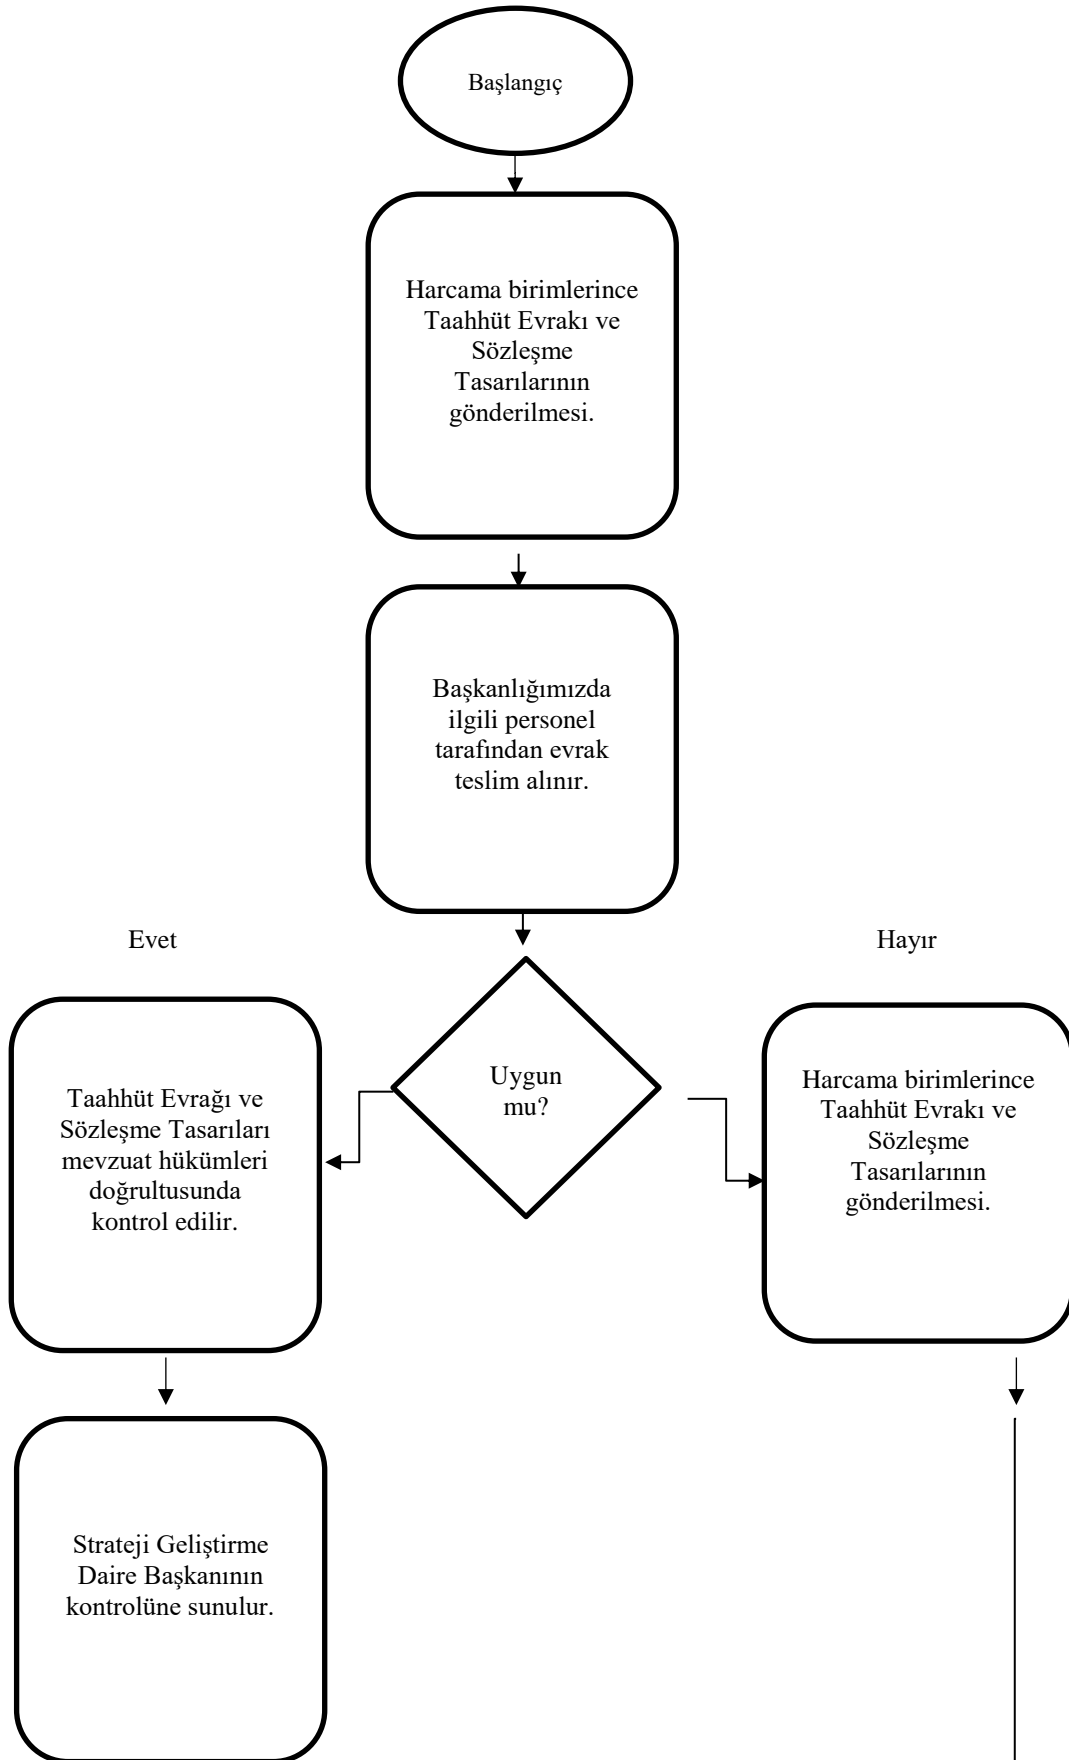 Başlangıç
Harcama birimlerince
Taahhüt Evrakı ve
Sözleşme
Tasarılarının
gönderilmesi.
Başkanlığımızda
ilgili personel
tarafından evrak
teslim alınır.
Evet
Hayır
Uygun
mu?
Taahhüt Evrağı ve
Sözleşme Tasarıları
mevzuat hükümleri
doğrultusunda
kontrol edilir.
Harcama birimlerince
Taahhüt Evrakı ve
Sözleşme
Tasarılarının
gönderilmesi.
Strateji Geliştirme
Daire Başkanının
kontrolüne sunulur.